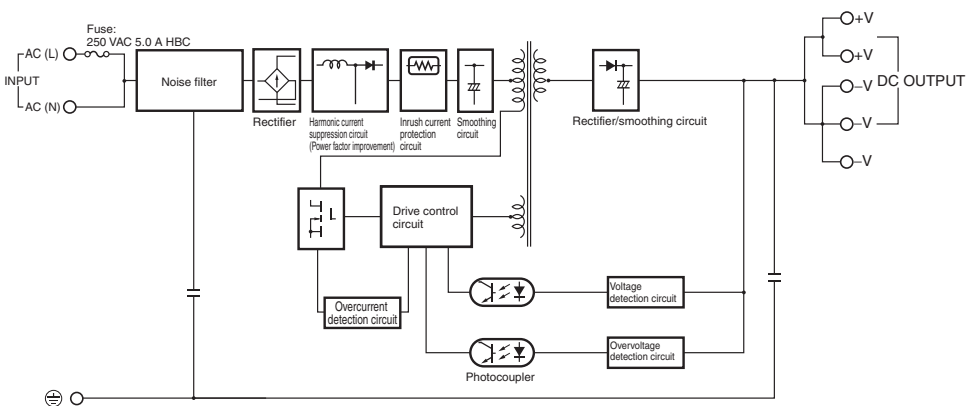 Fuse:
250 VAC 5.0 A HBC
AC (L)
INPUT
AC (N)
Noise filter
Rectifier
Harmonic current
suppression circuit
(Power factor improvement)
Inrush current
protection
circuit
Smoothing
circuit
Rectifier/smoothing circuit
+V
+V
–V
–V
–V
DC OUTPUT
Drive control
circuit
Overcurrent
detection circuit
Voltage
detection circuit
Overvoltage
detection circuit
Photocoupler